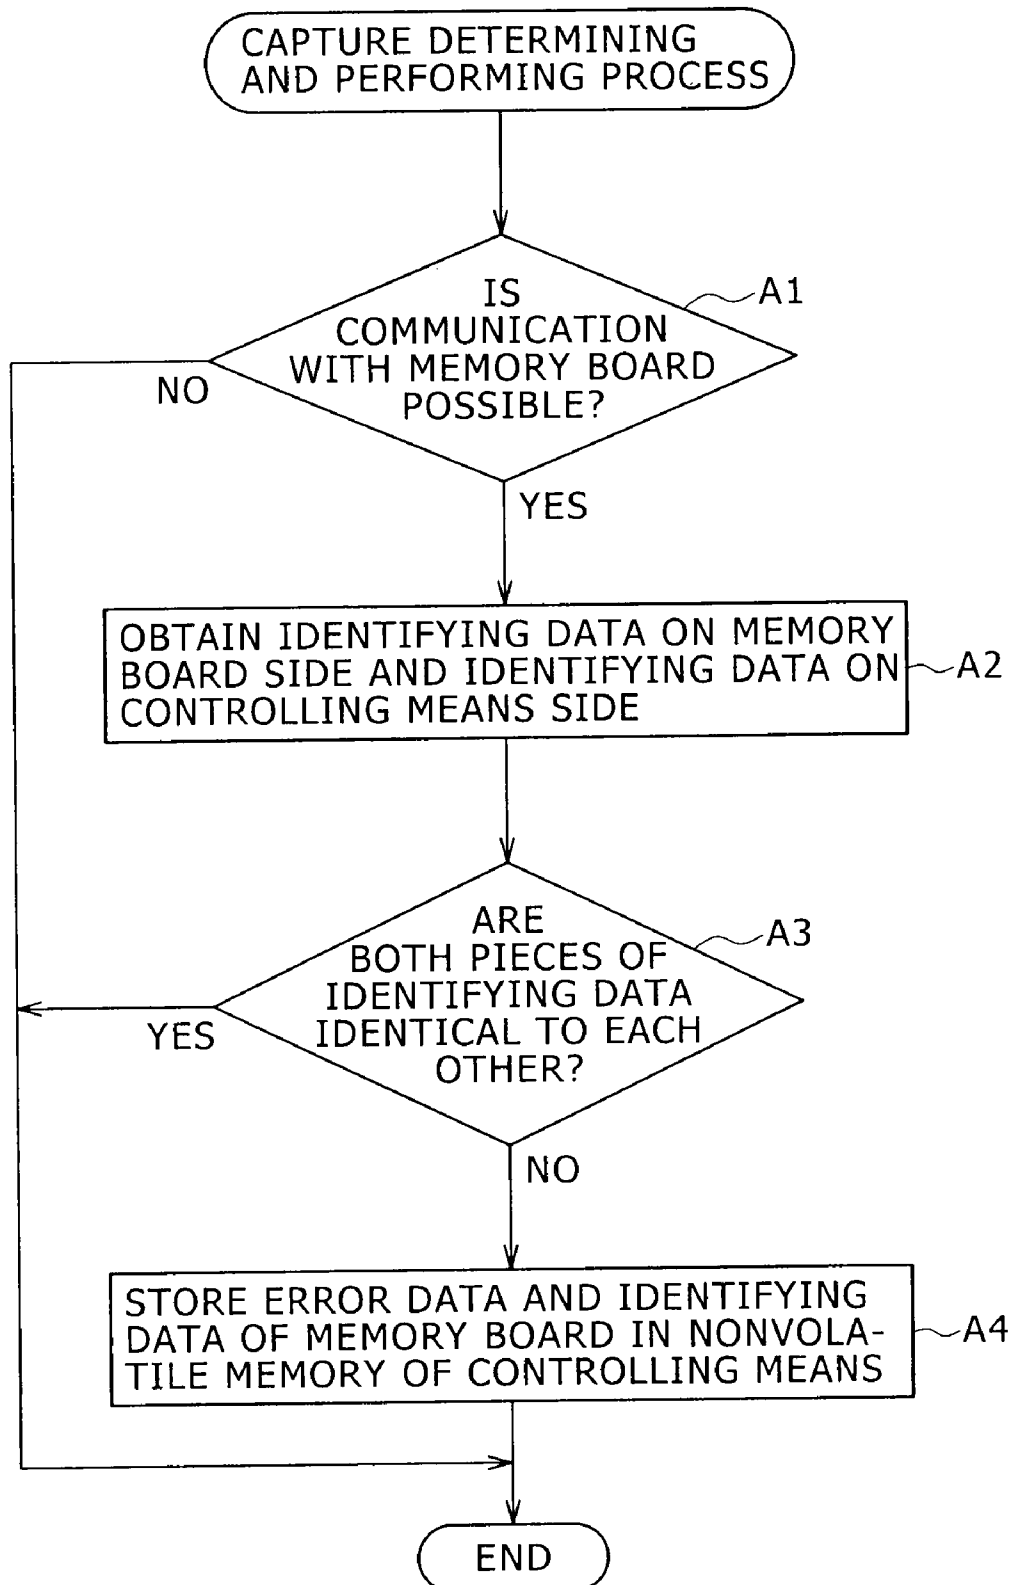 CAPTURE DETERMINING
AND PERFORMING PROCESS
IS
COMMUNICATION
WITH MEMORY BOARD
POSSIBLE?
A1
NO
YES
OBTAIN IDENTIFYING DATA ON MEMORY
BOARD SIDE AND IDENTIFYING DATA ON
CONTROLLING MEANS SIDE
A2
ARE
BOTH PIECES OF
IDENTIFYING DATA
IDENTICAL TO EACH
OTHER?
A3
YES
NO
STORE ERROR DATA AND IDENTIFYING
DATA OF MEMORY BOARD IN NONVOLA-
TILE MEMORY OF CONTROLLING MEANS
A4
END